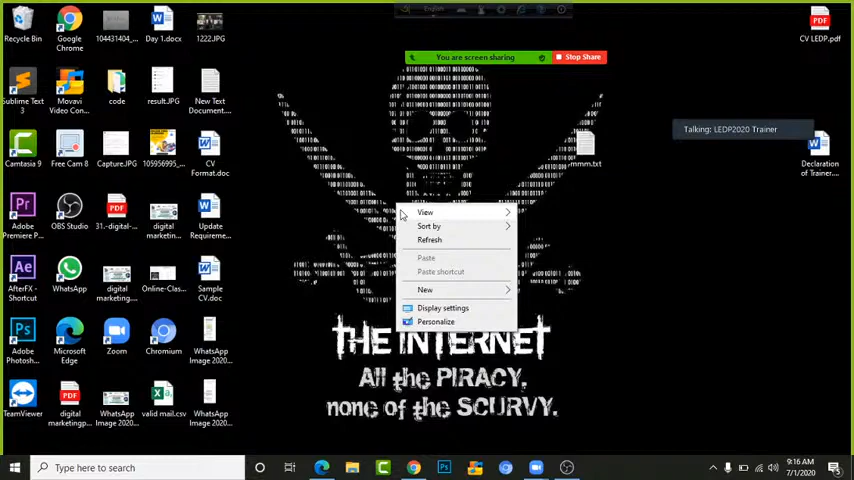 English
You are screen sharing
Stop Share
Talking: LEDP2020 Trainer
Recycle Bin
Google
Chrome
104431404_...
Day 1.docx
1222.JPG
CV LEDP.pdf
Sublime Text
3
Movavi
Video Con...
code
result.JPG
New Text
Document....
Camtasia 9
Free Cam 8
Capture.JPG
105956995_...
CV
Format.doc
mmm.txt
Declaration
of Trainer....
Adobe
Premiere P...
OBS Studio
31.-digital-...
digital
marketing...
Update
Requireme...
AfterFX -
Shortcut
WhatsApp
digital
marketing...
Online-Clas...
Sample
CV.doc
Adobe
Photosh...
Microsoft
Edge
Zoom
Chromium
WhatsApp
Image 2020...
TeamViewer
digital
marketingp...
WhatsApp
Image 2020...
valid mail.csv
WhatsApp
Image 2020...
View
Sort by
Refresh
Paste
Paste shortcut
New
Display settings
Personalize
THE INTERNET
All the PIRACY,
none of the SCURVY.
Type here to search
9:16 AM
7/1/2020